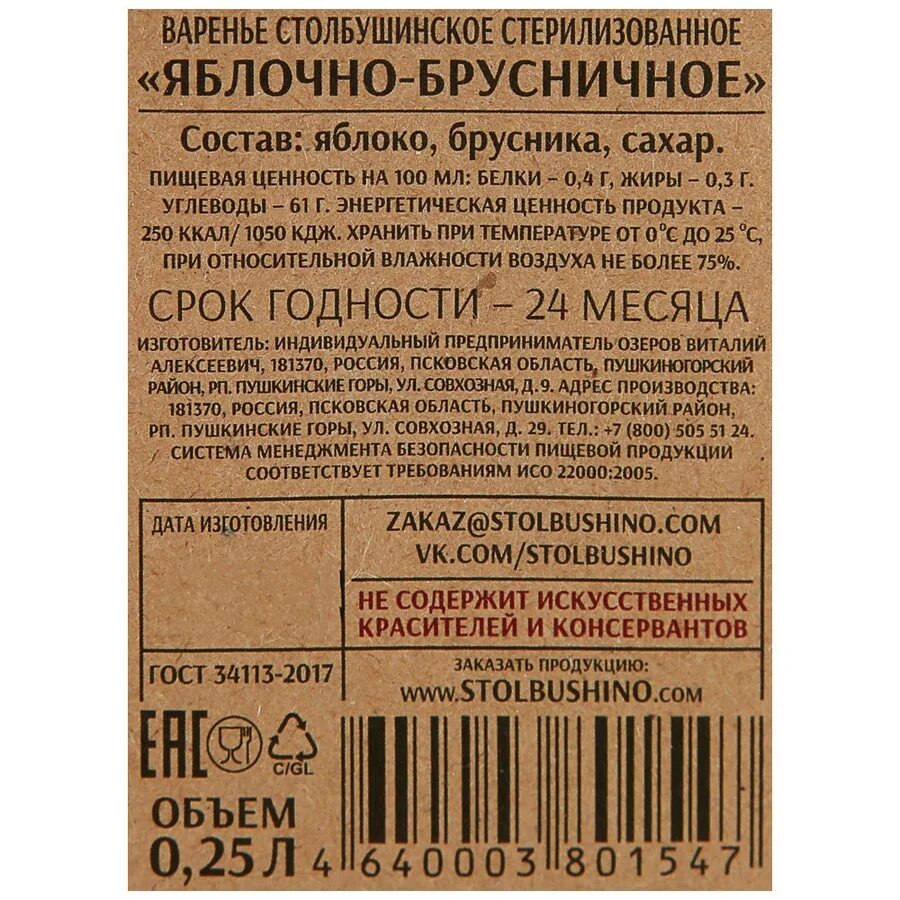 ВАРЕНЬЕ СТОЛБУШИНСКОЕ СТЕРИЛИЗОВАННОЕ
«ЯБЛОЧНО-БРУСНИЧНОЕ»
Состав: яблоко, брусника, сахар.
ПИЩЕВАЯ ЦЕННОСТЬ НА 100 МЛ: БЕЛКИ – 0,4 Г, ЖИРЫ – 0,3 Г.
УГЛЕВОДЫ – 61 Г. ЭНЕРГЕТИЧЕСКАЯ ЦЕННОСТЬ ПРОДУКТА –
250 ККАЛ/ 1050 КДЖ. ХРАНИТЬ ПРИ ТЕМПЕРАТУРЕ ОТ 0°С ДО 25 °С,
ПРИ ОТНОСИТЕЛЬНОЙ ВЛАЖНОСТИ ВОЗДУХА НЕ БОЛЕЕ 75%.
СРОК ГОДНОСТИ – 24 МЕСЯЦА
ИЗГОТОВИТЕЛЬ: ИНДИВИДУАЛЬНЫЙ ПРЕДПРИНИМАТЕЛЬ ОЗЕРОВ ВИТАЛИЙ
АЛЕКСЕЕВИЧ, 181370, РОССИЯ, ПСКОВСКАЯ ОБЛАСТЬ, ПУШКИНОГОРСКИЙ
РАЙОН, РП. ПУШКИНСКИЕ ГОРЫ, УЛ. СОВХОЗНАЯ, Д. 9. АДРЕС ПРОИЗВОДСТВА:
181370, РОССИЯ, ПСКОВСКАЯ ОБЛАСТЬ, ПУШКИНОГОРСКИЙ РАЙОН,
РП. ПУШКИНСКИЕ ГОРЫ, УЛ. СОВХОЗНАЯ, Д. 29. ТЕЛ.: +7 (800) 505 51 24.
СИСТЕМА МЕНЕДЖМЕНТА БЕЗОПАСНОСТИ ПИЩЕВОЙ ПРОДУКЦИИ
СООТВЕТСТВУЕТ ТРЕБОВАНИЯМ ИСО 22000:2005.
ДАТА ИЗГОТОВЛЕНИЯ
ZAKAZ@STOLBUSHINO.COM
VK.COM/STOLBUSHINO
НЕ СОДЕРЖИТ ИСКУССТВЕННЫХ
КРАСИТЕЛЕЙ И КОНСЕРВАНТОВ
ГОСТ 34113-2017
ЗАКАЗАТЬ ПРОДУКЦИЮ:
www.STOLBUSHINO.COM
EAC
C/GL
ОБЪЕМ
0,25 Л
4 640003 801547